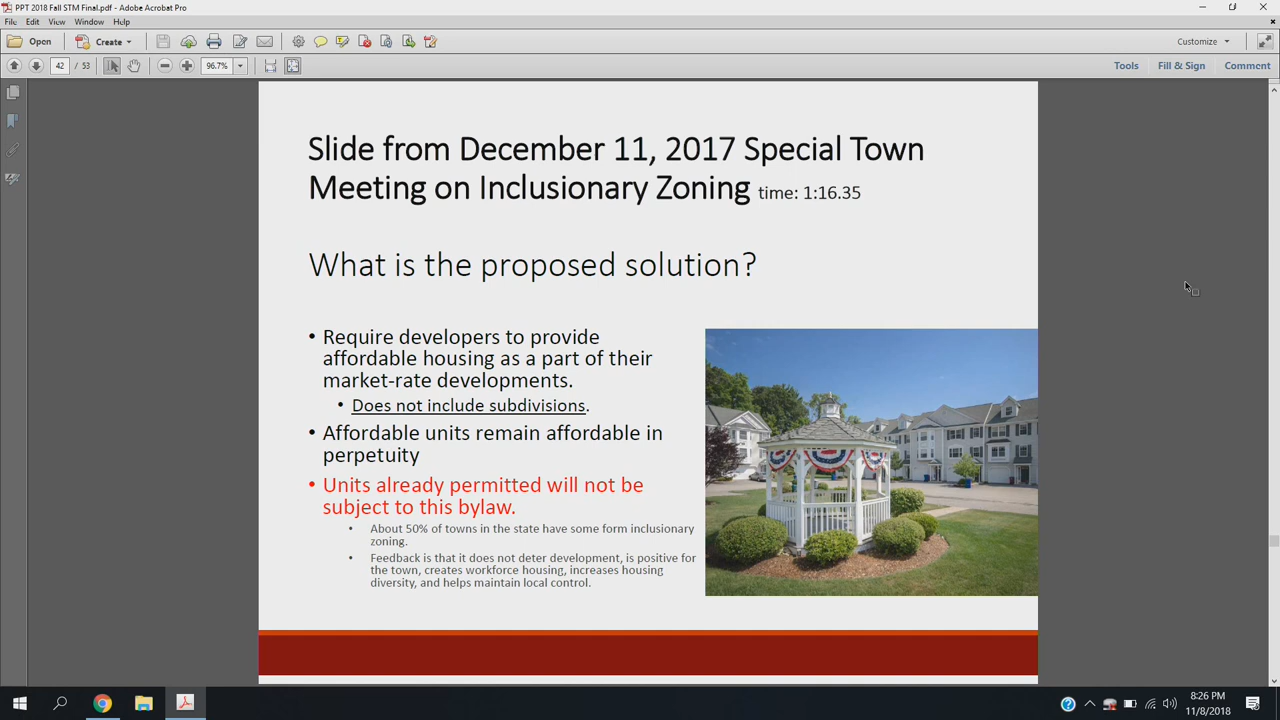 PPT 2018 Fall STM Final.pdf - Adobe Acrobat Pro
File Edit View Window Help
Open Create Customize
42 / 53 96.7% Tools Fill & Sign Comment
Slide from December 11, 2017 Special Town
Meeting on Inclusionary Zoning time: 1:16.35
What is the proposed solution?
• Require developers to provide
affordable housing as a part of their
market-rate developments.
• Does not include subdivisions.
• Affordable units remain affordable in
perpetuity
• Units already permitted will not be
subject to this bylaw.
• About 50% of towns in the state have some form inclusionary
zoning.
• Feedback is that it does not deter development, is positive for
the town, creates workforce housing, increases housing
diversity, and helps maintain local control.
8:26 PM
11/8/2018